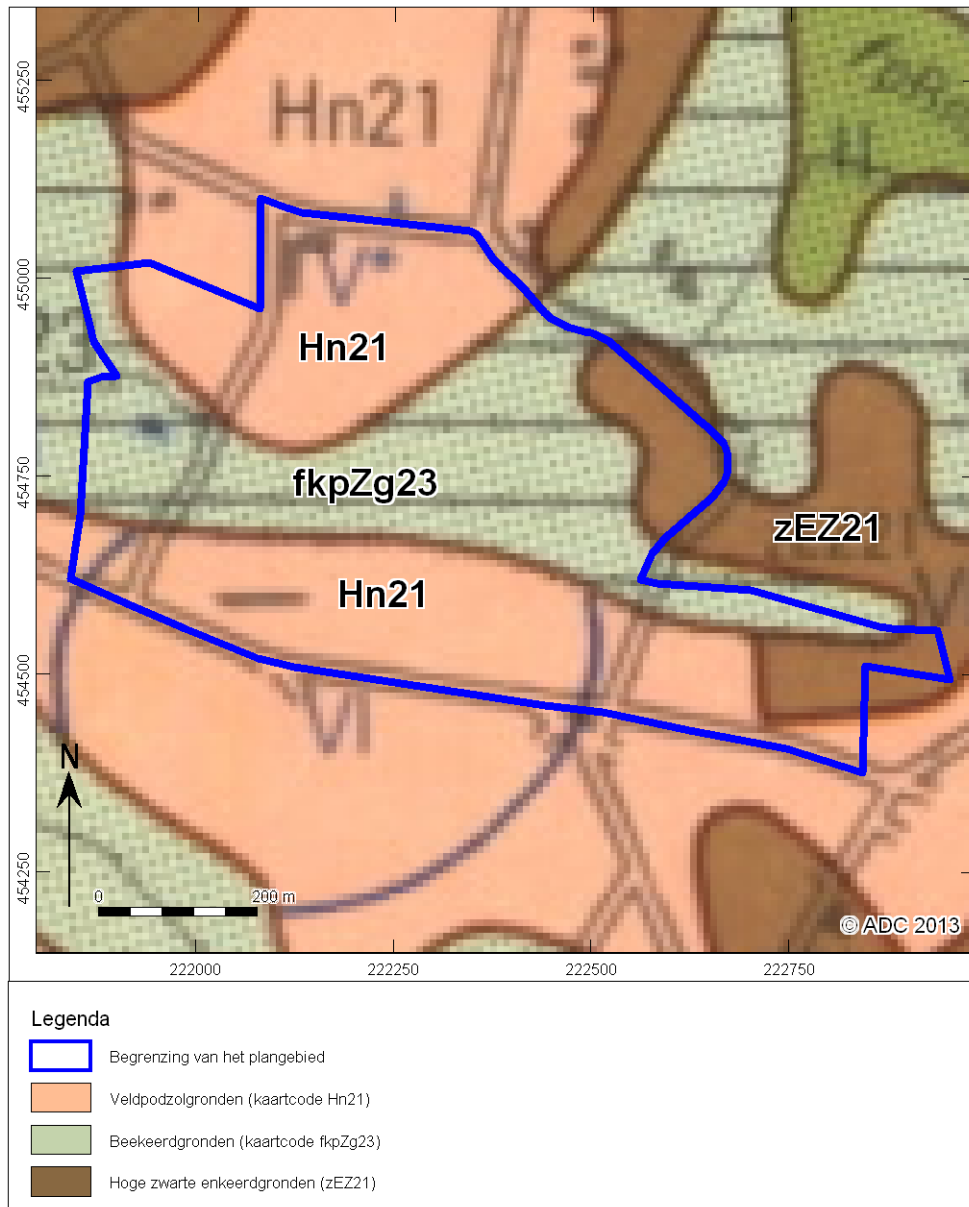 455250
Hn21
455000
Hn21
fkpZg23
454750
zEZ21
Hn21
454500
VI
N
454250
0 200 m
© ADC 2013
222000 222250 222500 222750
Legenda
Begrenzing van het plangebied
Veldpodzolgronden (kaartcode Hn21)
Beekeerdgronden (kaartcode fkpZg23)
Hoge zwarte enkeerdgronden (zEZ21)